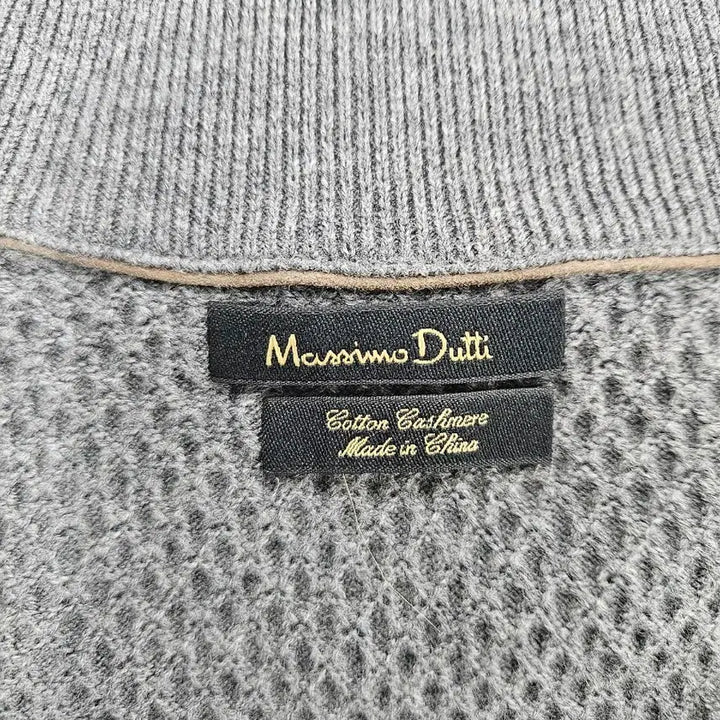 Massimo Dutti
Cotton Cashmere
Made in China